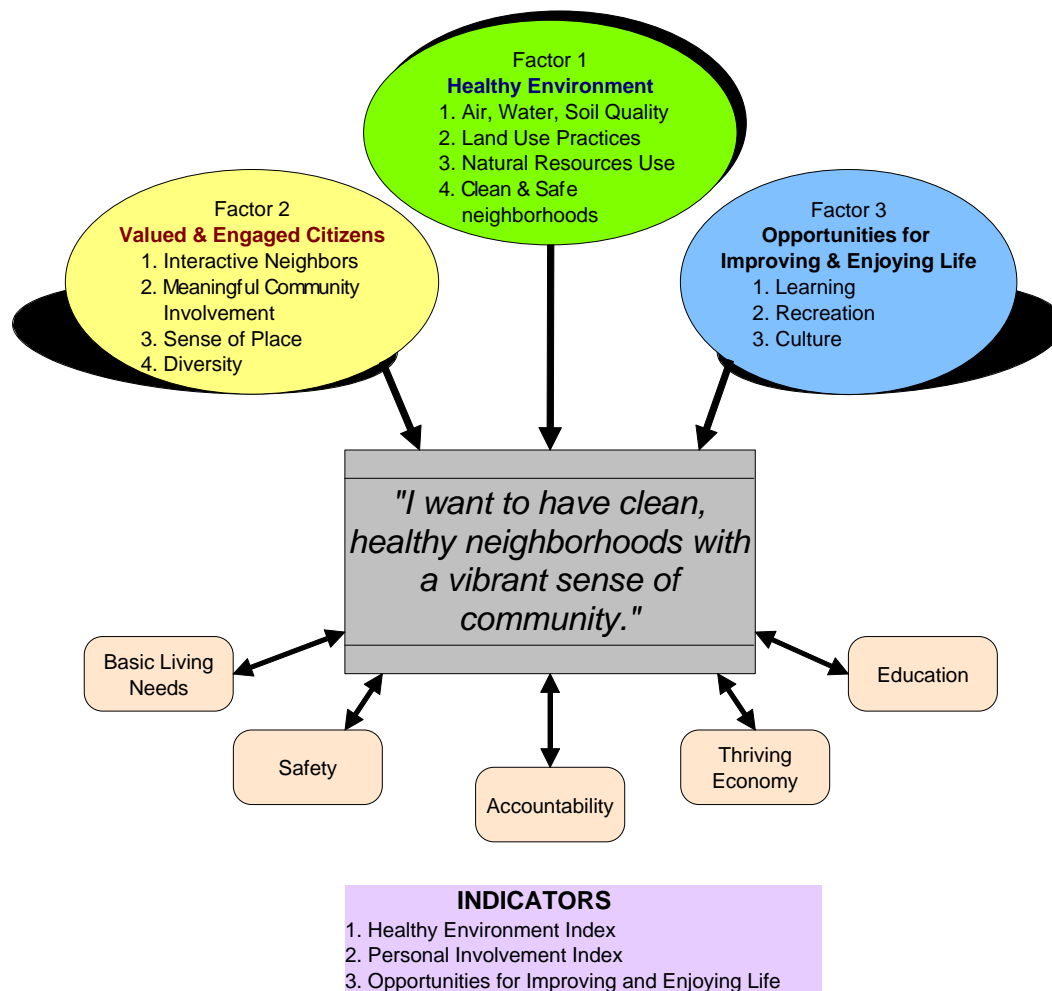 Factor 1
Healthy Environment
1. Air, Water, Soil Quality
2. Land Use Practices
3. Natural Resources Use
4. Clean & Safe
neighborhoods
Factor 2
Valued & Engaged Citizens
1. Interactive Neighbors
2. Meaningful Community
Involvement
3. Sense of Place
4. Diversity
Factor 3
Opportunities for
Improving & Enjoying Life
1. Learning
2. Recreation
3. Culture
"I want to have clean,
healthy neighborhoods with
a vibrant sense of
community."
Basic Living
Needs
Safety
Accountability
Thriving
Economy
Education
INDICATORS
1. Healthy Environment Index
2. Personal Involvement Index
3. Opportunities for Improving and Enjoying Life